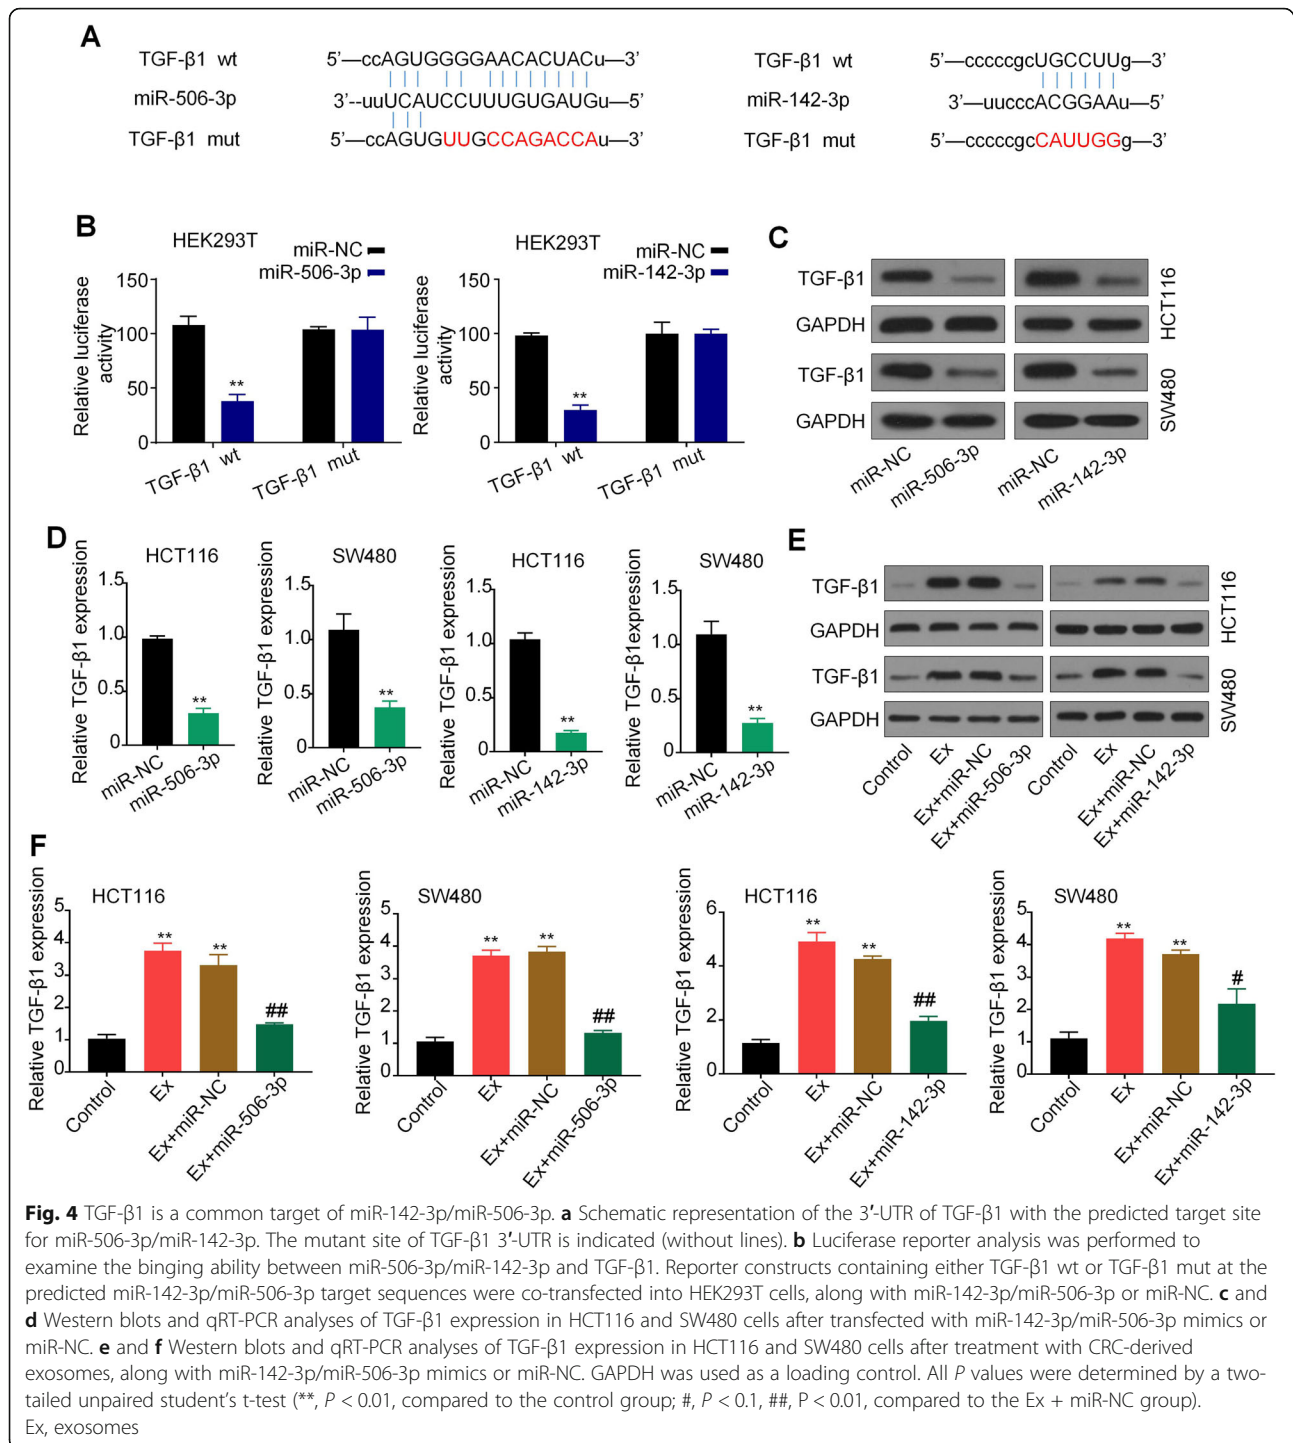 A
TGF-β1 wt 5’—ccAGUGGGGAACACUACu—3’
miR-506-3p 3’--uuUCAUCCUUUGUGAUGu—5’
TGF-β1 mut 5’—ccAGUGUUGCCAGACCAu—3’
TGF-β1 wt 5’—cccccgcUGCCUUg—3’
miR-142-3p 3’—uucccACGGAAu—5’
TGF-β1 mut 5’—cccccgcCAUUGGg—3’
B
HEK293T
miR-NC
miR-506-3p
Relative luciferase
activity
150
100
50
0
**
TGF-β1 wt
TGF-β1 mut
HEK293T
miR-NC
miR-142-3p
Relative luciferase
activity
150
100
50
0
**
TGF-β1 wt
TGF-β1 mut
C
TGF-β1
GAPDH
HCT116
TGF-β1
GAPDH
SW480
miR-NC
miR-506-3p
miR-NC
miR-142-3p
D
HCT116
Relative TGF-β1 expression
1.5
1.0
0.5
0
**
miR-NC
miR-506-3p
SW480
Relative TGF-β1 expression
1.5
1.0
0.5
0
**
miR-NC
miR-506-3p
HCT116
Relative TGF-β1 expression
1.5
1.0
0.5
0
**
miR-NC
miR-142-3p
SW480
Relative TGF-β1expression
1.5
1.0
0.5
0
**
miR-NC
miR-142-3p
E
TGF-β1
GAPDH
HCT116
TGF-β1
GAPDH
SW480
Control
Ex
Ex+miR-NC
Ex+miR-506-3p
Control
Ex
Ex+miR-NC
Ex+miR-142-3p
F
HCT116
Relative TGF-β1 expression
5
4
3
2
1
0
**
**
##
Control
Ex
Ex+miR-NC
Ex+miR-506-3p
SW480
Relative TGF-β1 expression
5
4
3
2
1
0
**
**
##
Control
Ex
Ex+miR-NC
Ex+miR-506-3p
HCT116
Relative TGF-β1 expression
6
4
2
0
**
**
##
Control
Ex
Ex+miR-NC
Ex+miR-142-3p
SW480
Relative TGF-β1 expression
5
4
3
2
1
0
**
**
#
Control
Ex
Ex+miR-NC
Ex+miR-142-3p
Fig. 4 TGF-β1 is a common target of miR-142-3p/miR-506-3p. a Schematic representation of the 3′-UTR of TGF-β1 with the predicted target site
for miR-506-3p/miR-142-3p. The mutant site of TGF-β1 3′-UTR is indicated (without lines). b Luciferase reporter analysis was performed to
examine the binging ability between miR-506-3p/miR-142-3p and TGF-β1. Reporter constructs containing either TGF-β1 wt or TGF-β1 mut at the
predicted miR-142-3p/miR-506-3p target sequences were co-transfected into HEK293T cells, along with miR-142-3p/miR-506-3p or miR-NC. c and
d Western blots and qRT-PCR analyses of TGF-β1 expression in HCT116 and SW480 cells after transfected with miR-142-3p/miR-506-3p mimics or
miR-NC. e and f Western blots and qRT-PCR analyses of TGF-β1 expression in HCT116 and SW480 cells after treatment with CRC-derived
exosomes, along with miR-142-3p/miR-506-3p mimics or miR-NC. GAPDH was used as a loading control. All P values were determined by a two-
tailed unpaired student’s t-test (**, P < 0.01, compared to the control group; #, P < 0.1, ##, P < 0.01, compared to the Ex + miR-NC group).
Ex, exosomes